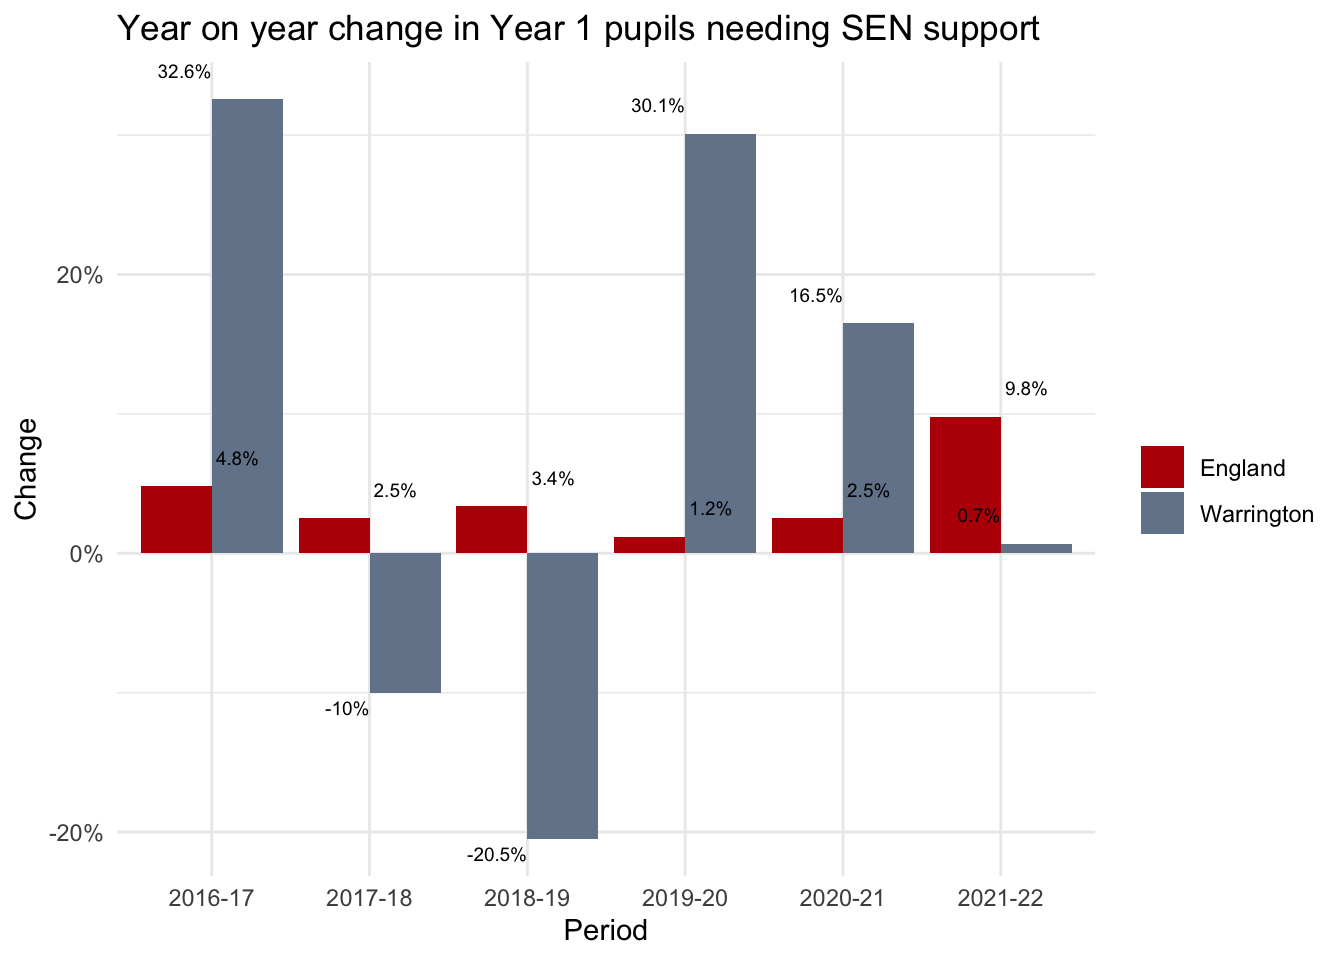 Year on year change in Year 1 pupils needing SEN support
32.6%
30.1%
20%
16.5%
9.8%
4.8%
2.5%
3.4%
1.2%
2.5%
0.7%
0%
-10%
-20%
-20.5%
Change
England
Warrington
2016-17 2017-18 2018-19 2019-20 2020-21 2021-22
Period